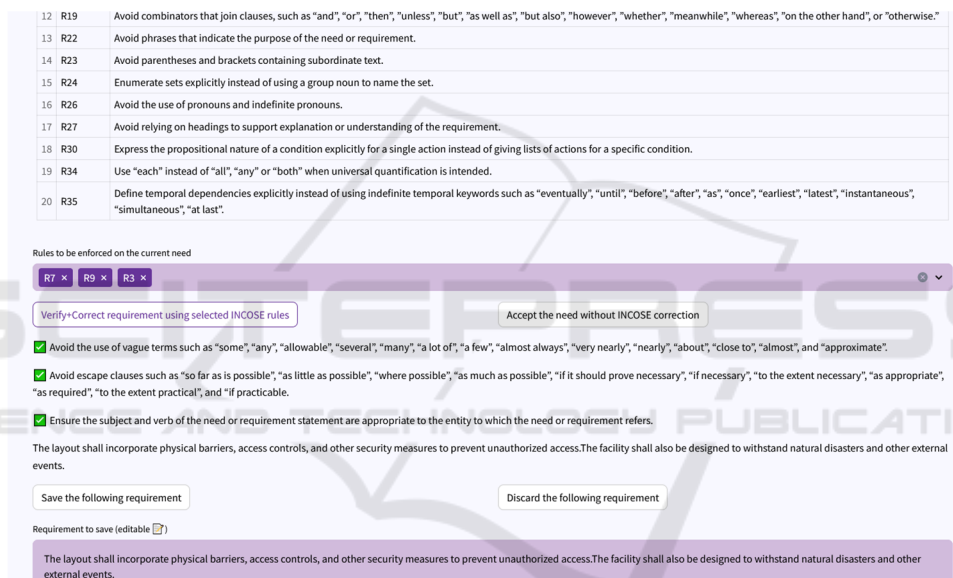 12 R19 Avoid combinators that join clauses, such as “and”, “or”, “then”, “unless”, “but”, “as well as”, “but also”, “however”, “whether”, “meanwhile”, “whereas”, “on the other hand”, or “otherwise.”
13 R22 Avoid phrases that indicate the purpose of the need or requirement.
14 R23 Avoid parentheses and brackets containing subordinate text.
15 R24 Enumerate sets explicitly instead of using a group noun to name the set.
16 R26 Avoid the use of pronouns and indefinite pronouns.
17 R27 Avoid relying on headings to support explanation or understanding of the requirement.
18 R30 Express the propositional nature of a condition explicitly for a single action instead of giving lists of actions for a specific condition.
19 R34 Use “each” instead of “all”, “any” or “both” when universal quantification is intended.
20 R35 Define temporal dependencies explicitly instead of using indefinite temporal keywords such as “eventually”, “until”, “before”, “after”, “as”, “once”, “earliest”, “latest”, “instantaneous”,
“simultaneous”, “at last”.
Rules to be enforced on the current need
R7 × R9 × R3 ×
Verify+Correct requirement using selected INCOSE rules Accept the need without INCOSE correction
✅ Avoid the use of vague terms such as “some”, “any”, “allowable”, “several”, “many”, “a lot of”, “a few”, “almost always”, “very nearly”, “nearly”, “about”, “close to”, “almost”, and “approximate”.
✅ Avoid escape clauses such as “so far as is possible”, “as little as possible”, “where possible”, “as much as possible”, “if it should prove necessary”, “if necessary”, “to the extent necessary”, “as appropriate”,
“as required”, “to the extent practical”, and “if practicable.
✅ Ensure the subject and verb of the need or requirement statement are appropriate to the entity to which the need or requirement refers.
The layout shall incorporate physical barriers, access controls, and other security measures to prevent unauthorized access.The facility shall also be designed to withstand natural disasters and other external
events.
Save the following requirement Discard the following requirement
Requirement to save (editable 📝)
The layout shall incorporate physical barriers, access controls, and other security measures to prevent unauthorized access.The facility shall also be designed to withstand natural disasters and other
external events.
SCITEPRESS
ENCE AND TECHNOLOGY PUBLICATI